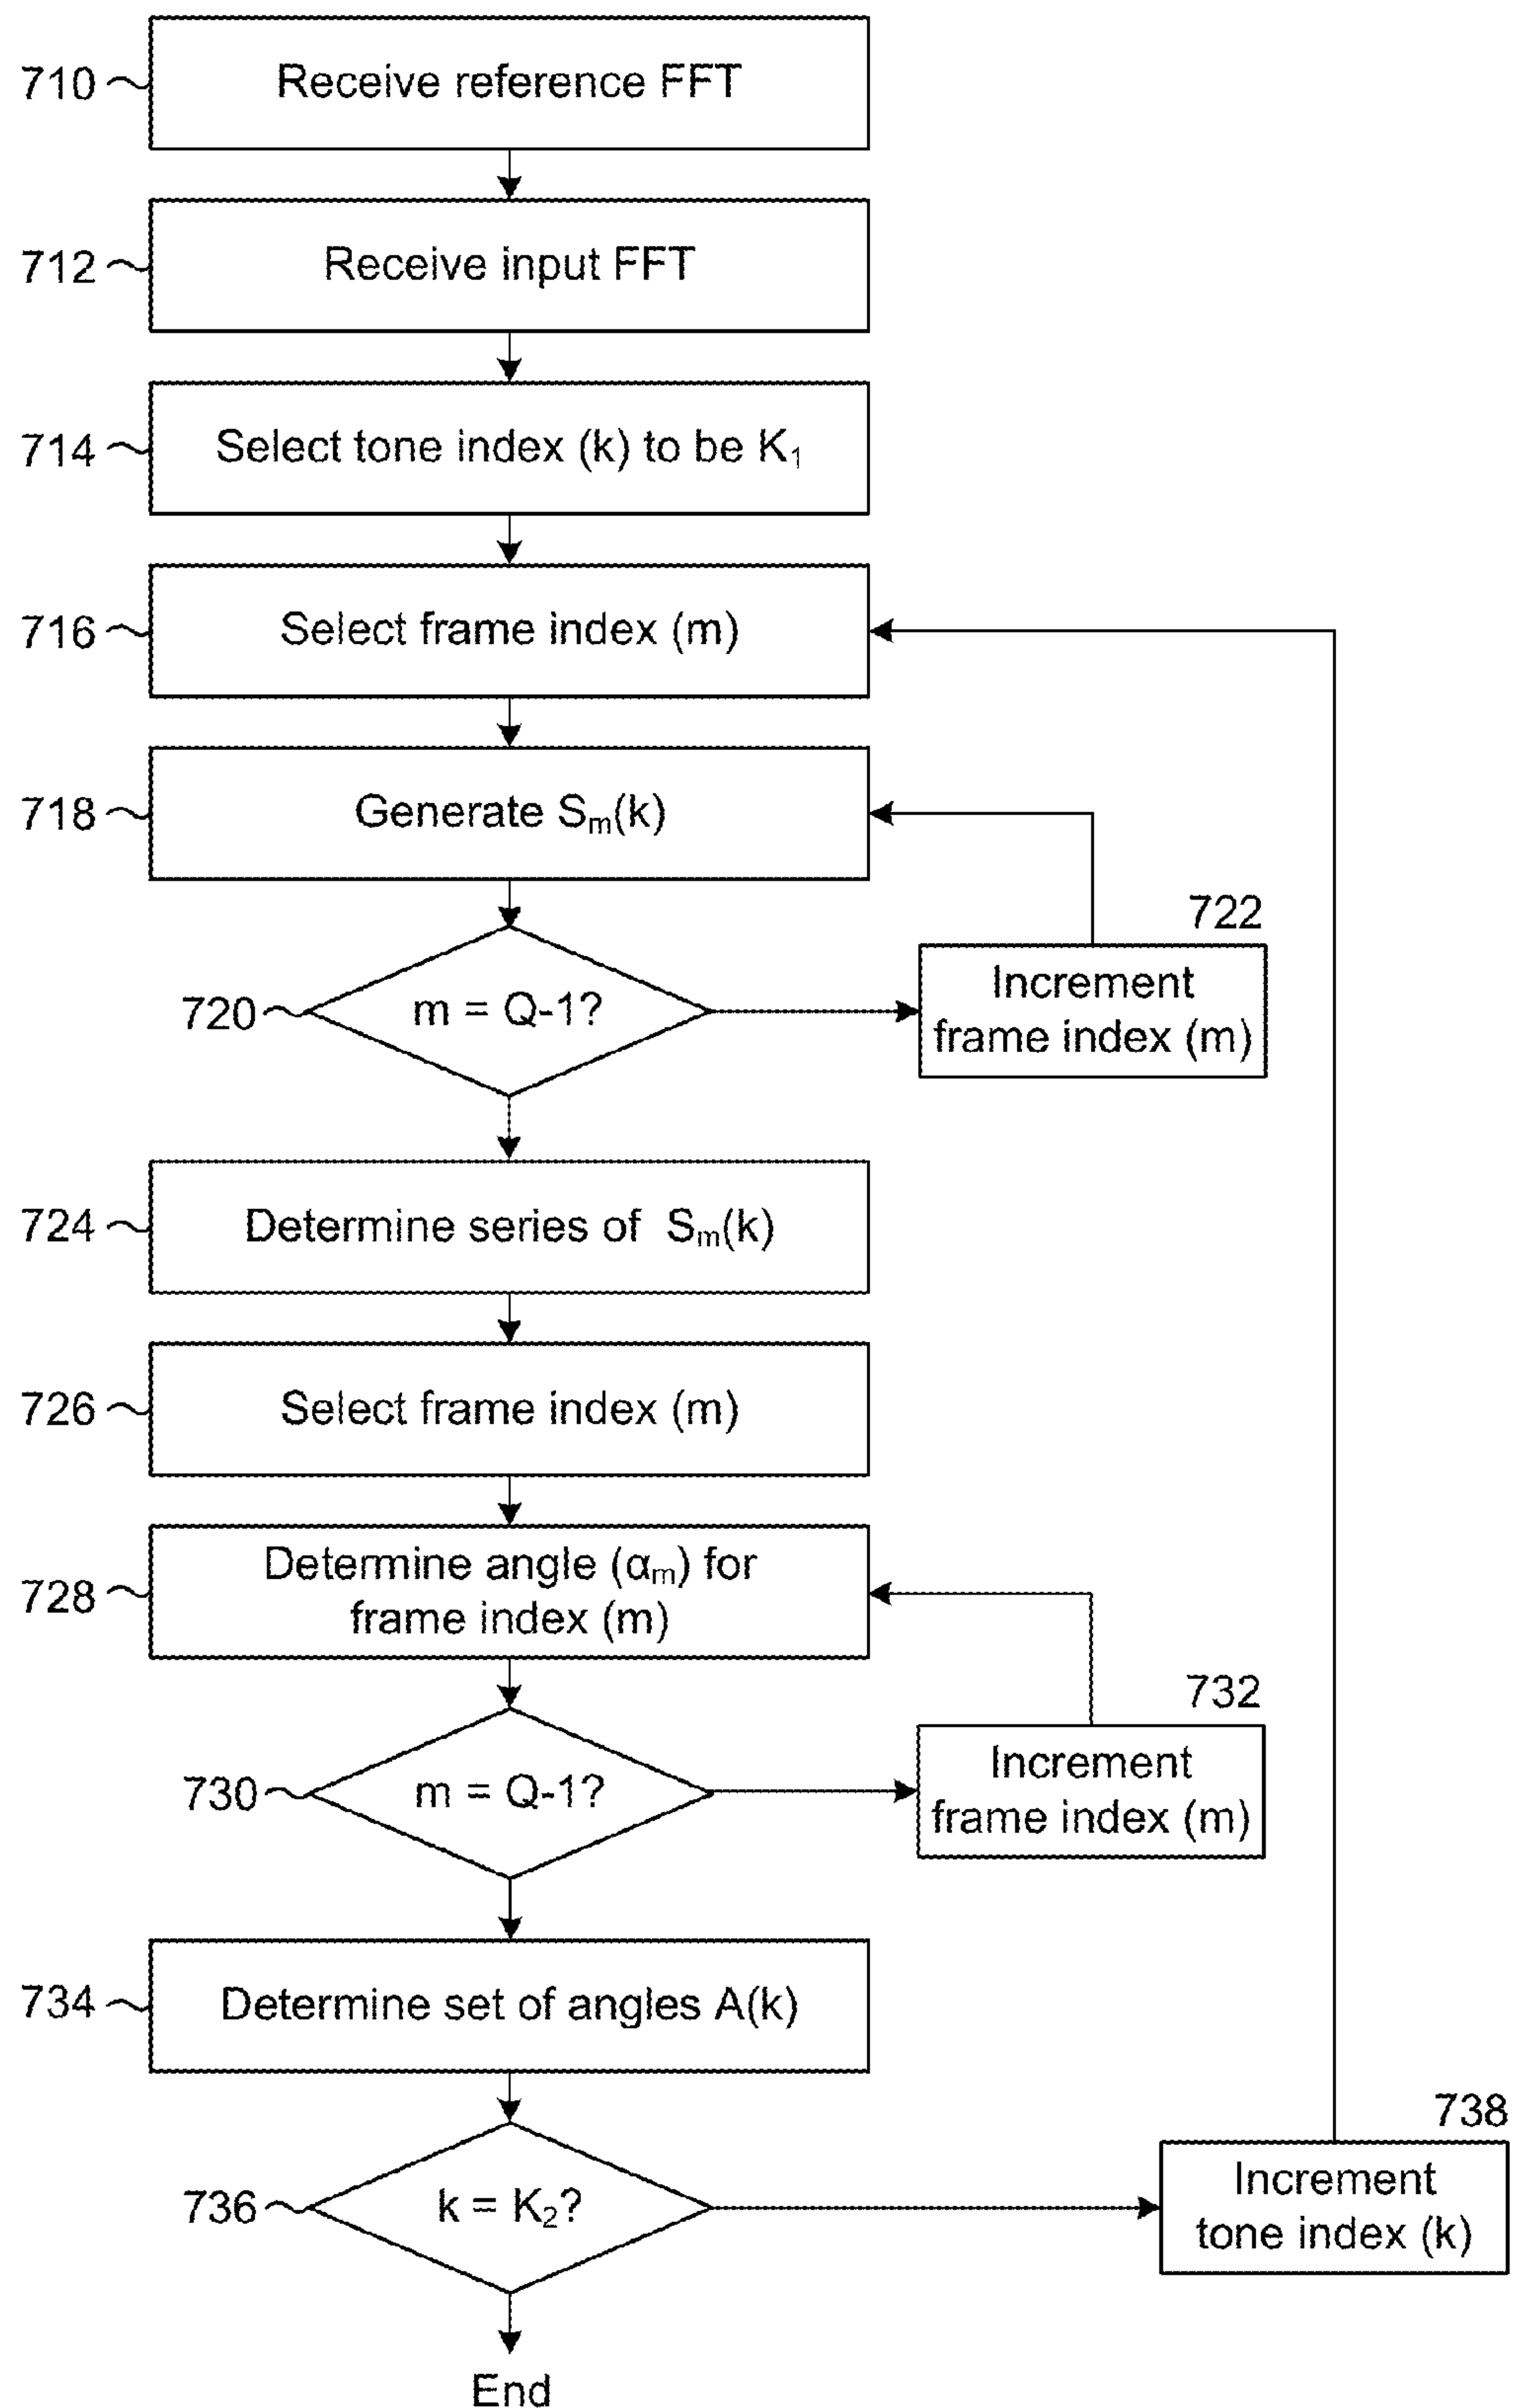 710
Receive reference FFT
712
Receive input FFT
714
Select tone index (k) to be K₁
716
Select frame index (m)
718
Generate Sₘ(k)
722
Increment
frame index (m)
720
m = Q-1?
724
Determine series of Sₘ(k)
726
Select frame index (m)
728
Determine angle (αₘ) for
frame index (m)
732
Increment
frame index (m)
730
m = Q-1?
734
Determine set of angles A(k)
738
Increment
tone index (k)
736
k = K₂?
End